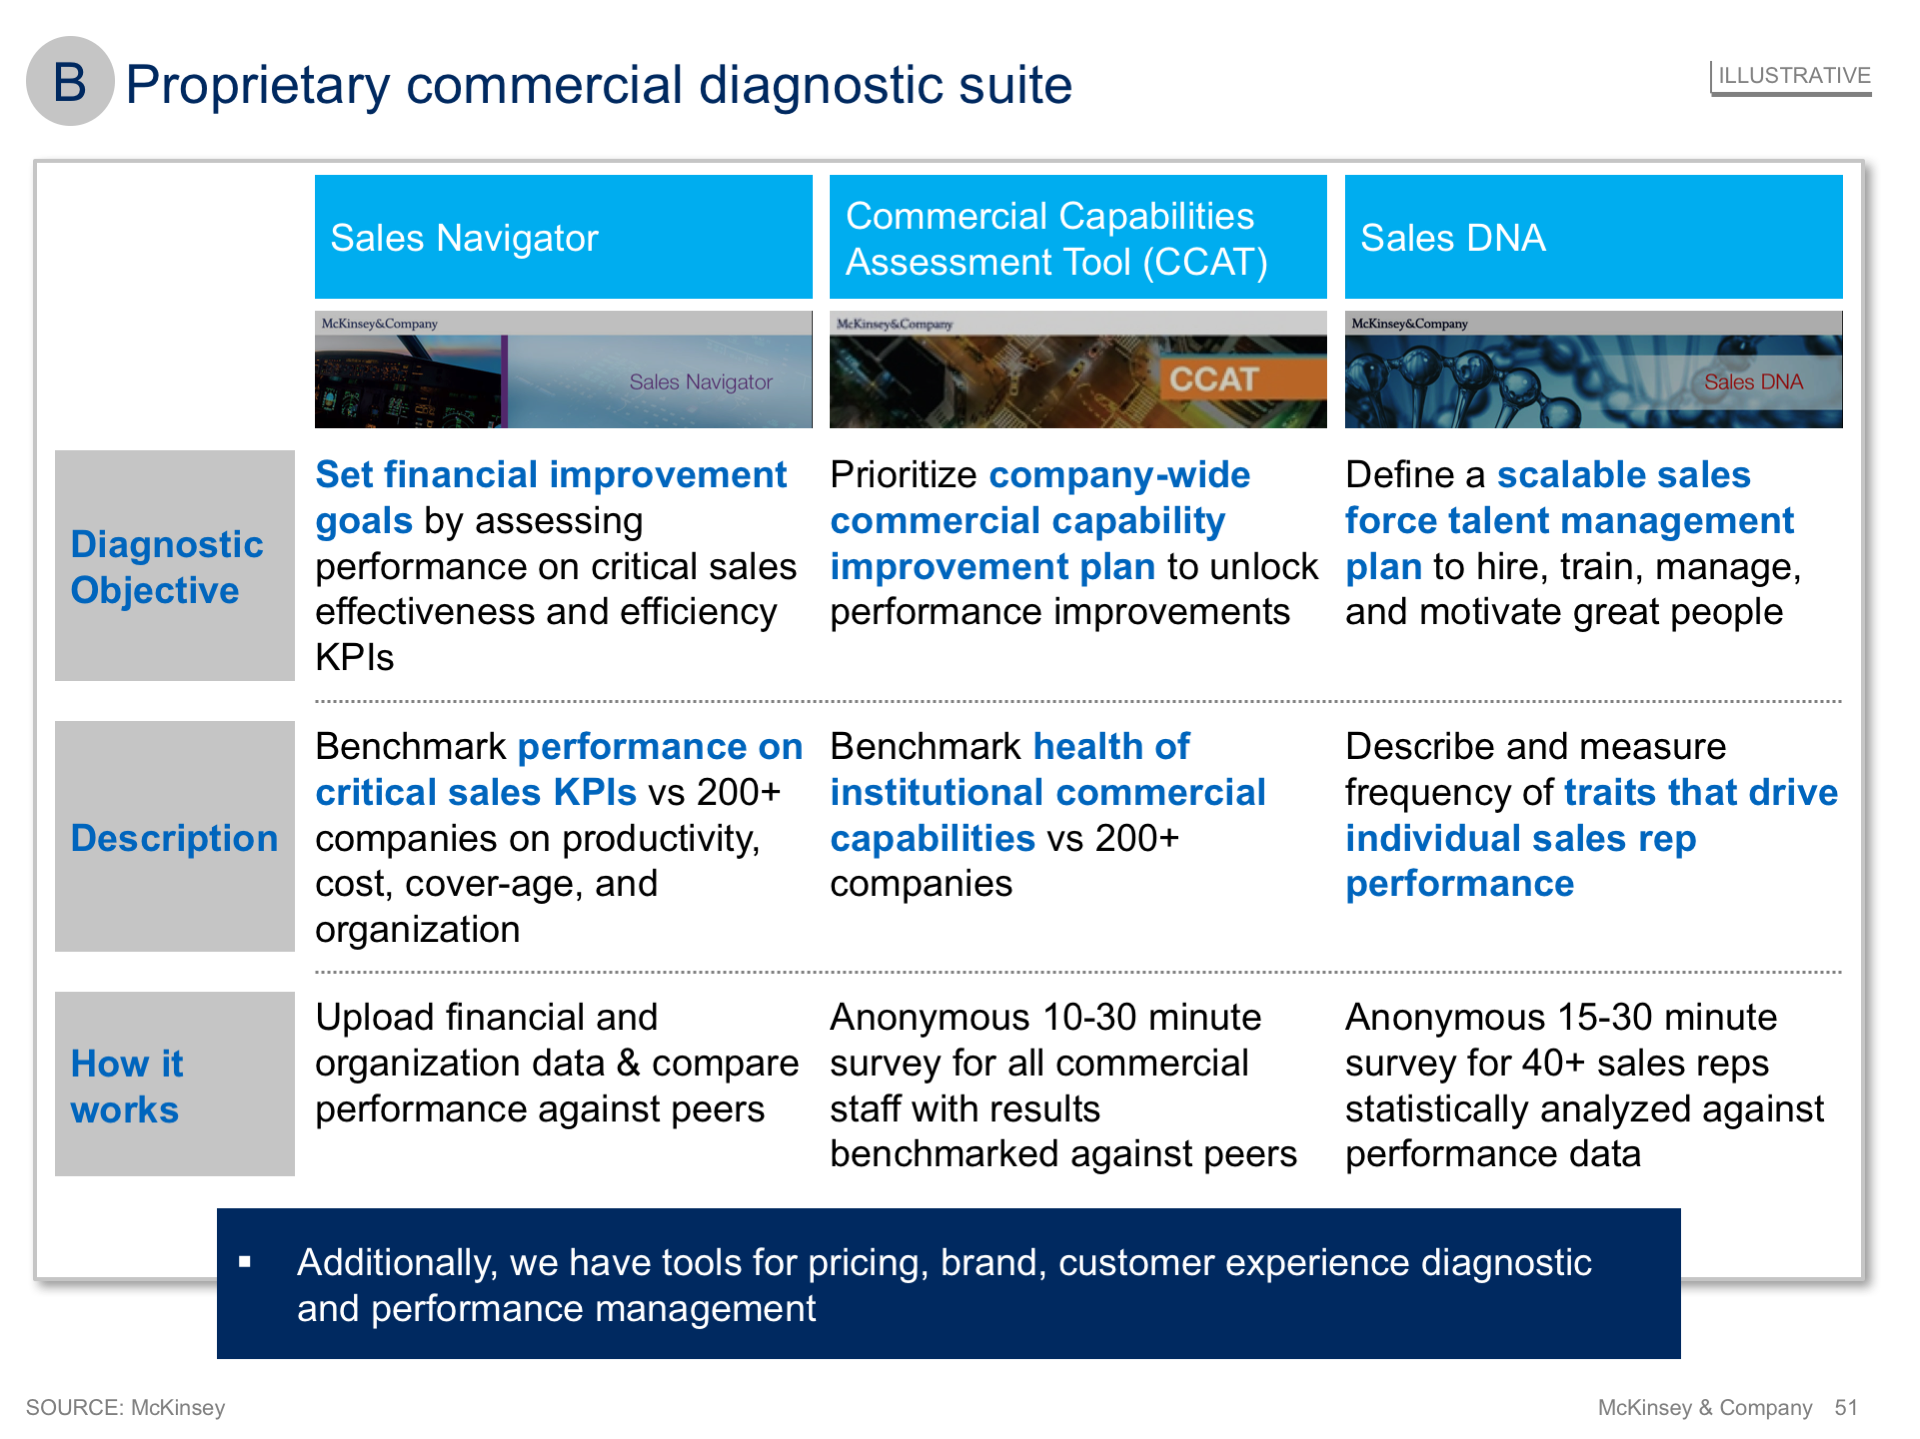 B
Proprietary commercial diagnostic suite
ILLUSTRATIVE
Sales Navigator
Commercial Capabilities
Assessment Tool (CCAT)
Sales DNA
McKinsey&Company
Sales Navigator
McKinsey&Company
CCAT
McKinsey&Company
Sales DNA
Diagnostic
Objective
Set financial improvement
goals by assessing
performance on critical sales
effectiveness and efficiency
KPIs
Prioritize company-wide
commercial capability
improvement plan to unlock
performance improvements
Define a scalable sales
force talent management
plan to hire, train, manage,
and motivate great people
Description
Benchmark performance on
critical sales KPIs vs 200+
companies on productivity,
cost, cover-age, and
organization
Benchmark health of
institutional commercial
capabilities vs 200+
companies
Describe and measure
frequency of traits that drive
individual sales rep
performance
How it
works
Upload financial and
organization data & compare
performance against peers
Anonymous 10-30 minute
survey for all commercial
staff with results
benchmarked against peers
Anonymous 15-30 minute
survey for 40+ sales reps
statistically analyzed against
performance data
▪ Additionally, we have tools for pricing, brand, customer experience diagnostic
and performance management
SOURCE: McKinsey
McKinsey & Company 51